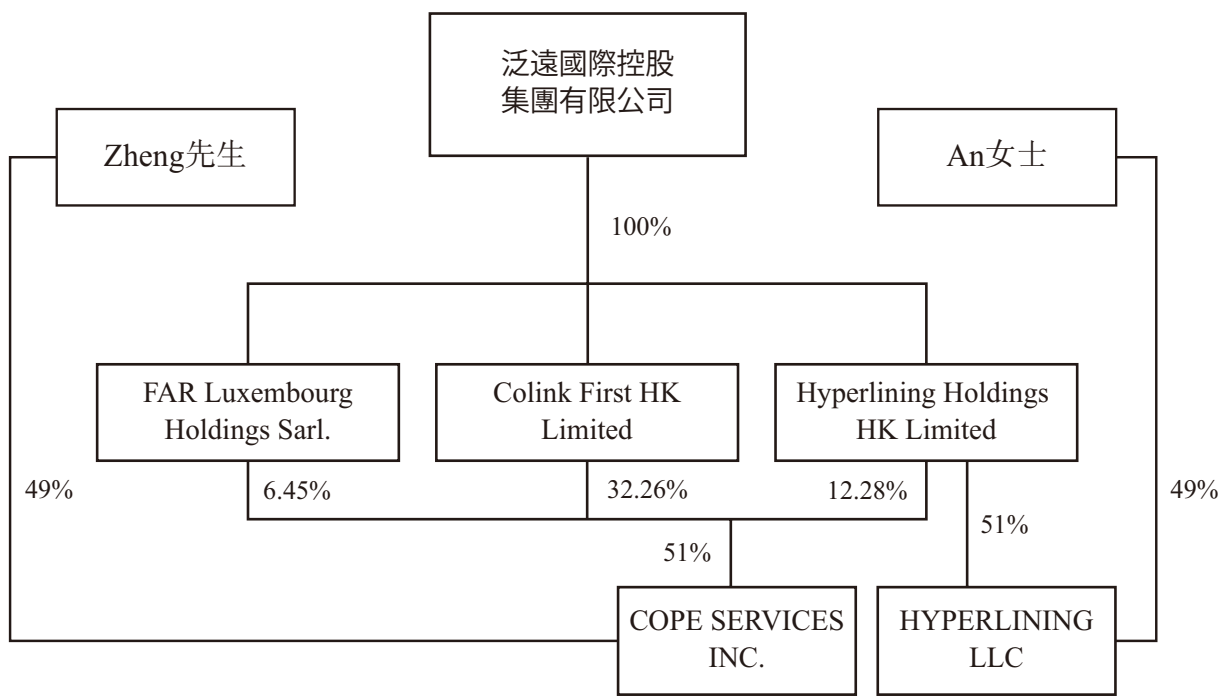 泛遠國際控股
集團有限公司
Zheng先生
An女士
100%
FAR Luxembourg
Holdings Sarl.
Colink First HK
Limited
Hyperlining Holdings
HK Limited
49%
6.45%
32.26%
12.28%
49%
51%
51%
COPE SERVICES
INC.
HYPERLINING
LLC